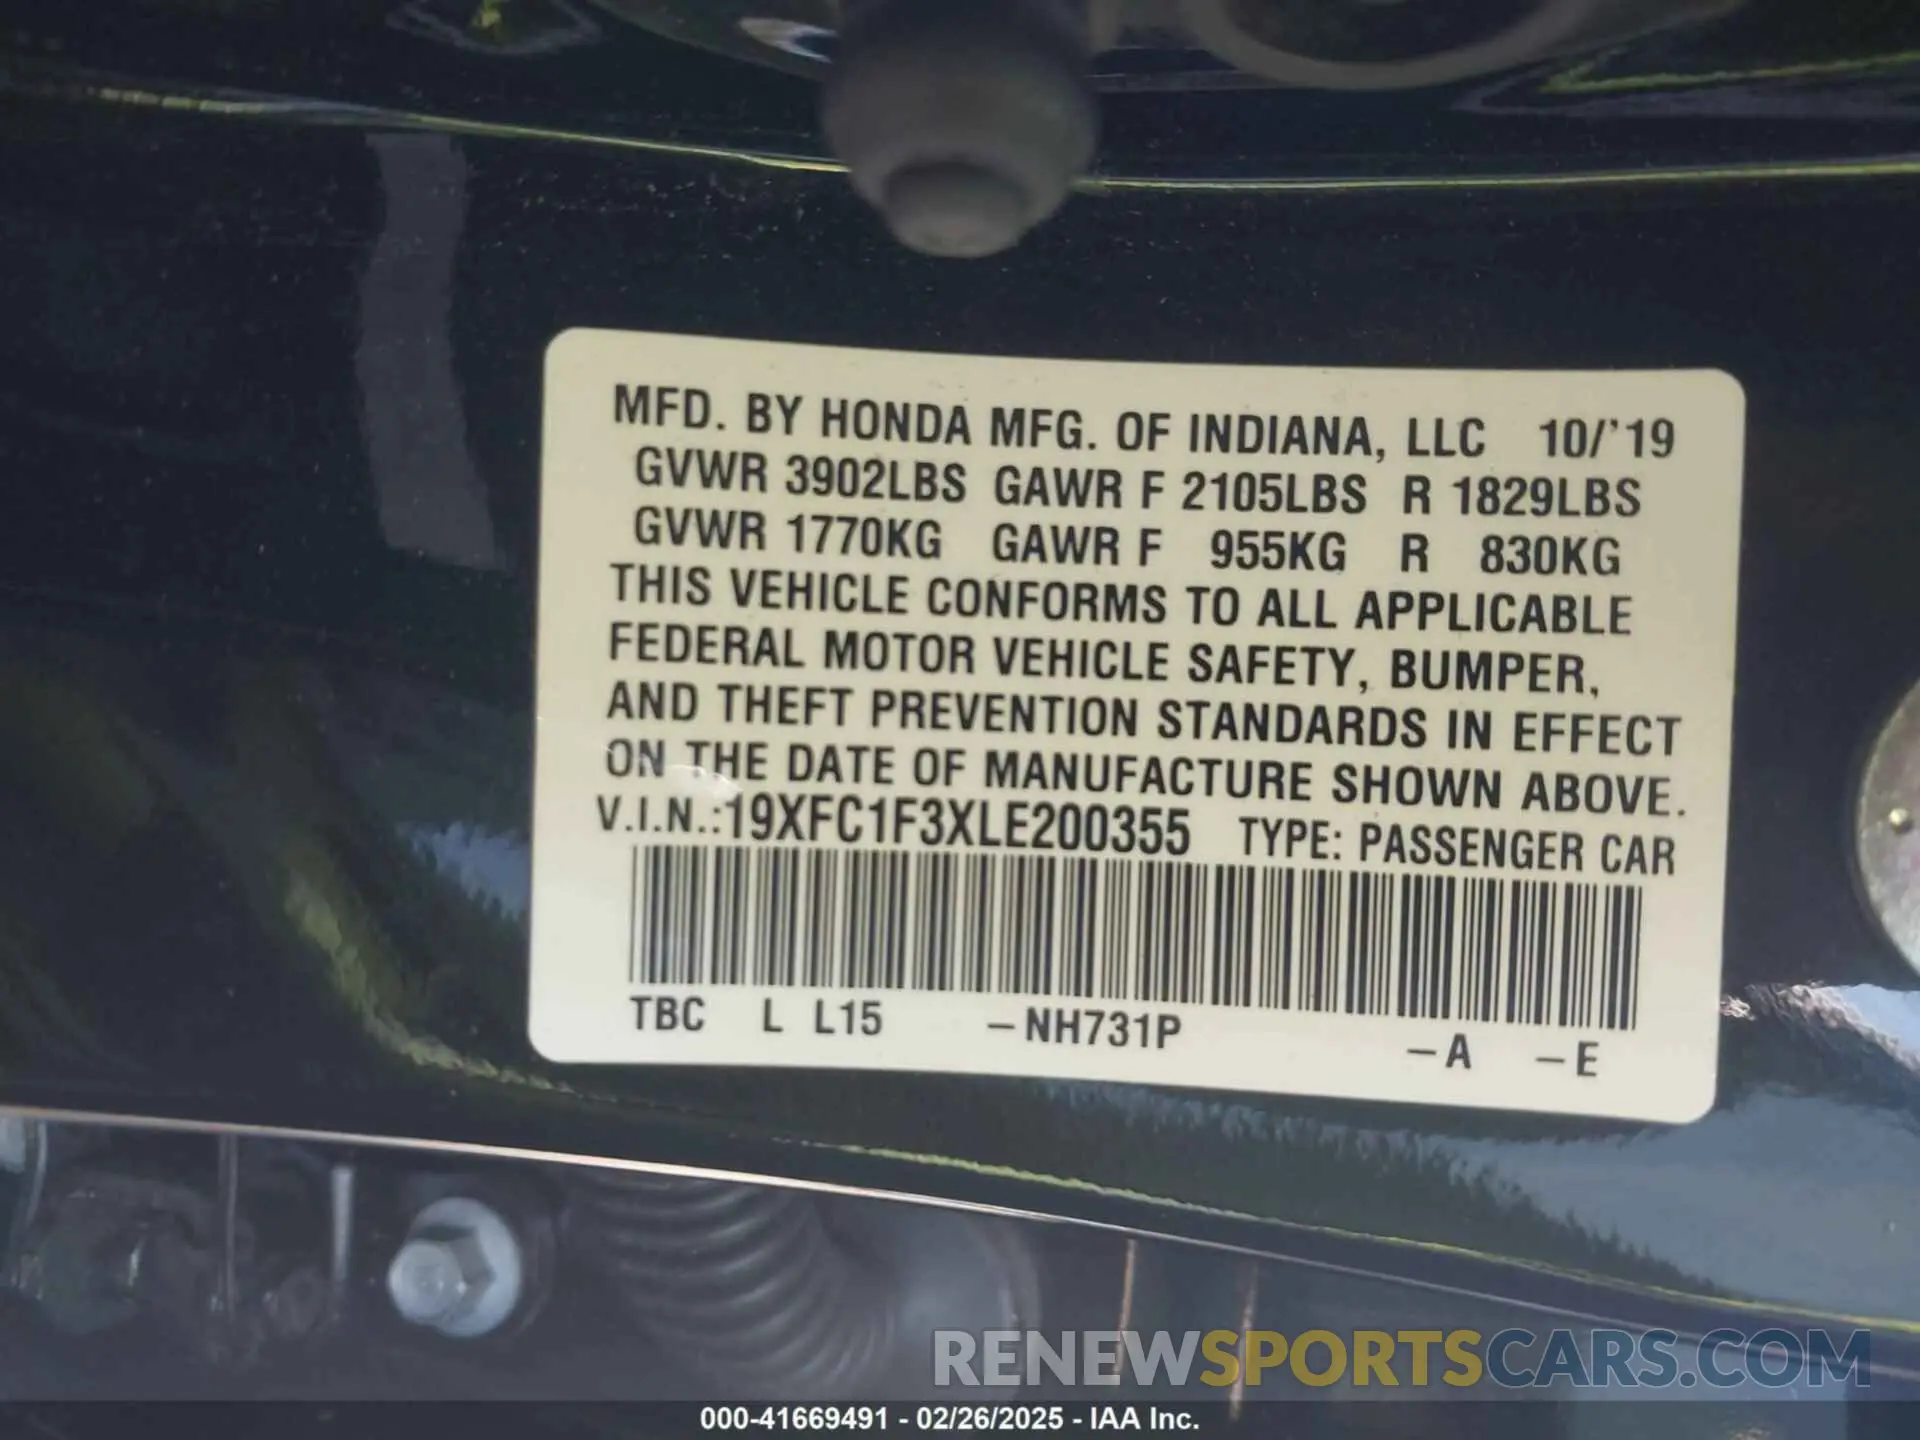 MFD. BY HONDA MFG. OF INDIANA, LLC 10/'19
GVWR 3902LBS GAWR F 2105LBS R 1829LBS
GVWR 1770KG GAWR F 955KG R 830KG
THIS VEHICLE CONFORMS TO ALL APPLICABLE
FEDERAL MOTOR VEHICLE SAFETY, BUMPER,
AND THEFT PREVENTION STANDARDS IN EFFECT
ON THE DATE OF MANUFACTURE SHOWN ABOVE.
V.I.N.:19XFC1F3XLE200355 TYPE: PASSENGER CAR
TBC L L15 –NH731P –A –E
RENEWSPORTSCARS.COM
000-41669491 - 02/26/2025 - IAA Inc.